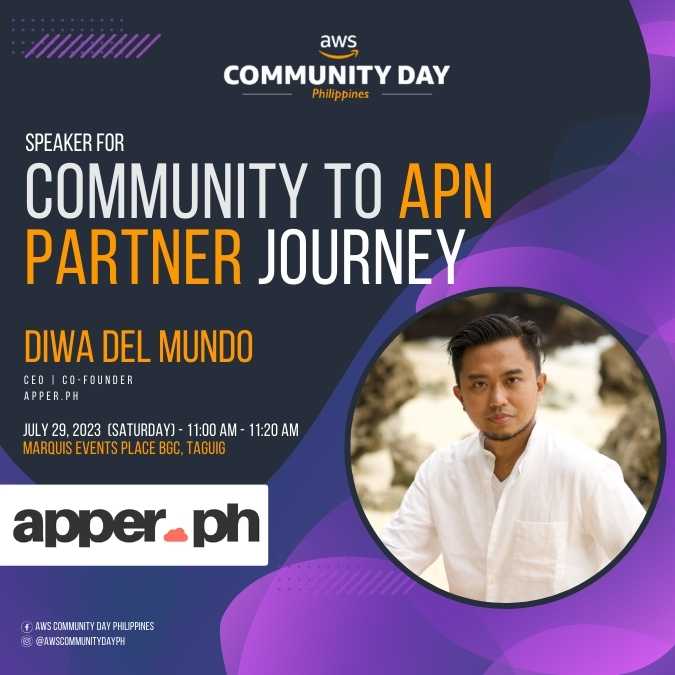 aws
COMMUNITY DAY
Philippines
SPEAKER FOR
COMMUNITY TO APN
PARTNER JOURNEY
DIWA DEL MUNDO
CEO | CO-FOUNDER
APPER.PH
JULY 29, 2023 (SATURDAY) - 11:00 AM - 11:20 AM
MARQUIS EVENTS PLACE BGC, TAGUIG
apper.ph
AWS COMMUNITY DAY PHILIPPINES
@AWSCOMMUNITYDAYPH